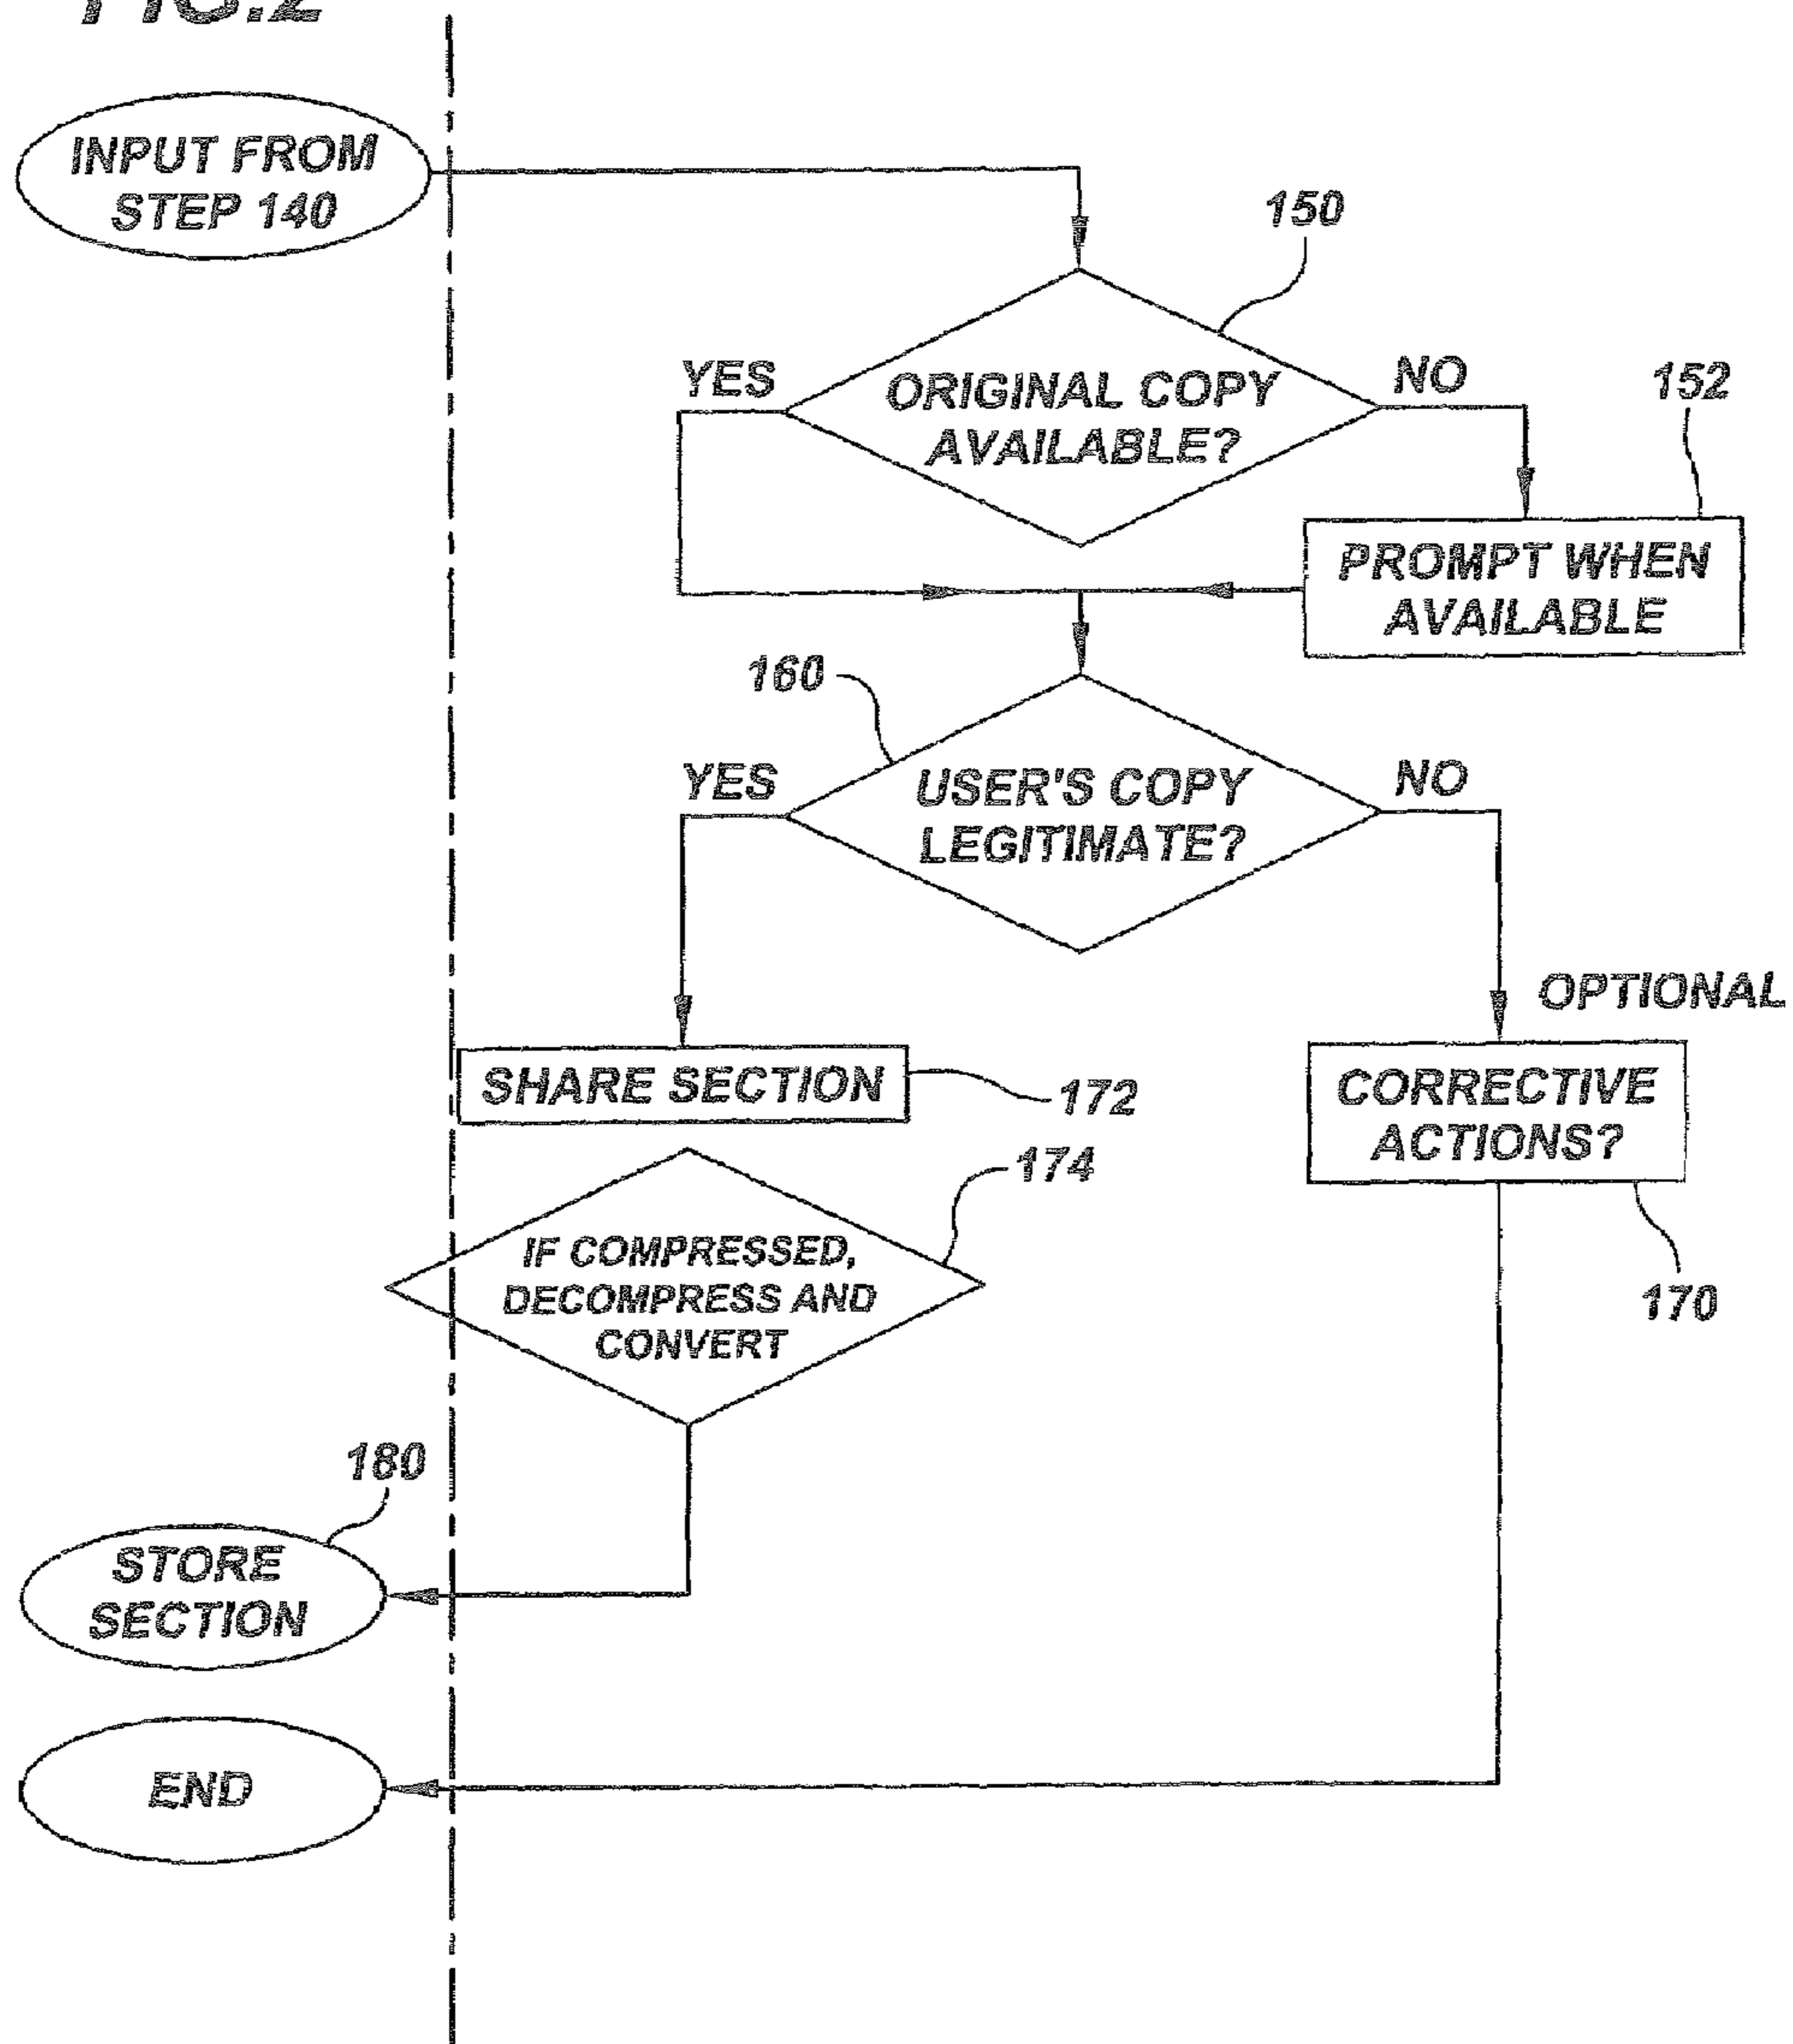 FIG.2
INPUT FROM
STEP 140
150
YES
ORIGINAL COPY
AVAILABLE?
NO
152
PROMPT WHEN
AVAILABLE
160
YES
USER'S COPY
LEGITIMATE?
NO
OPTIONAL
SHARE SECTION
172
CORRECTIVE
ACTIONS?
174
IF COMPRESSED,
DECOMPRESS AND
CONVERT
170
180
STORE
SECTION
END